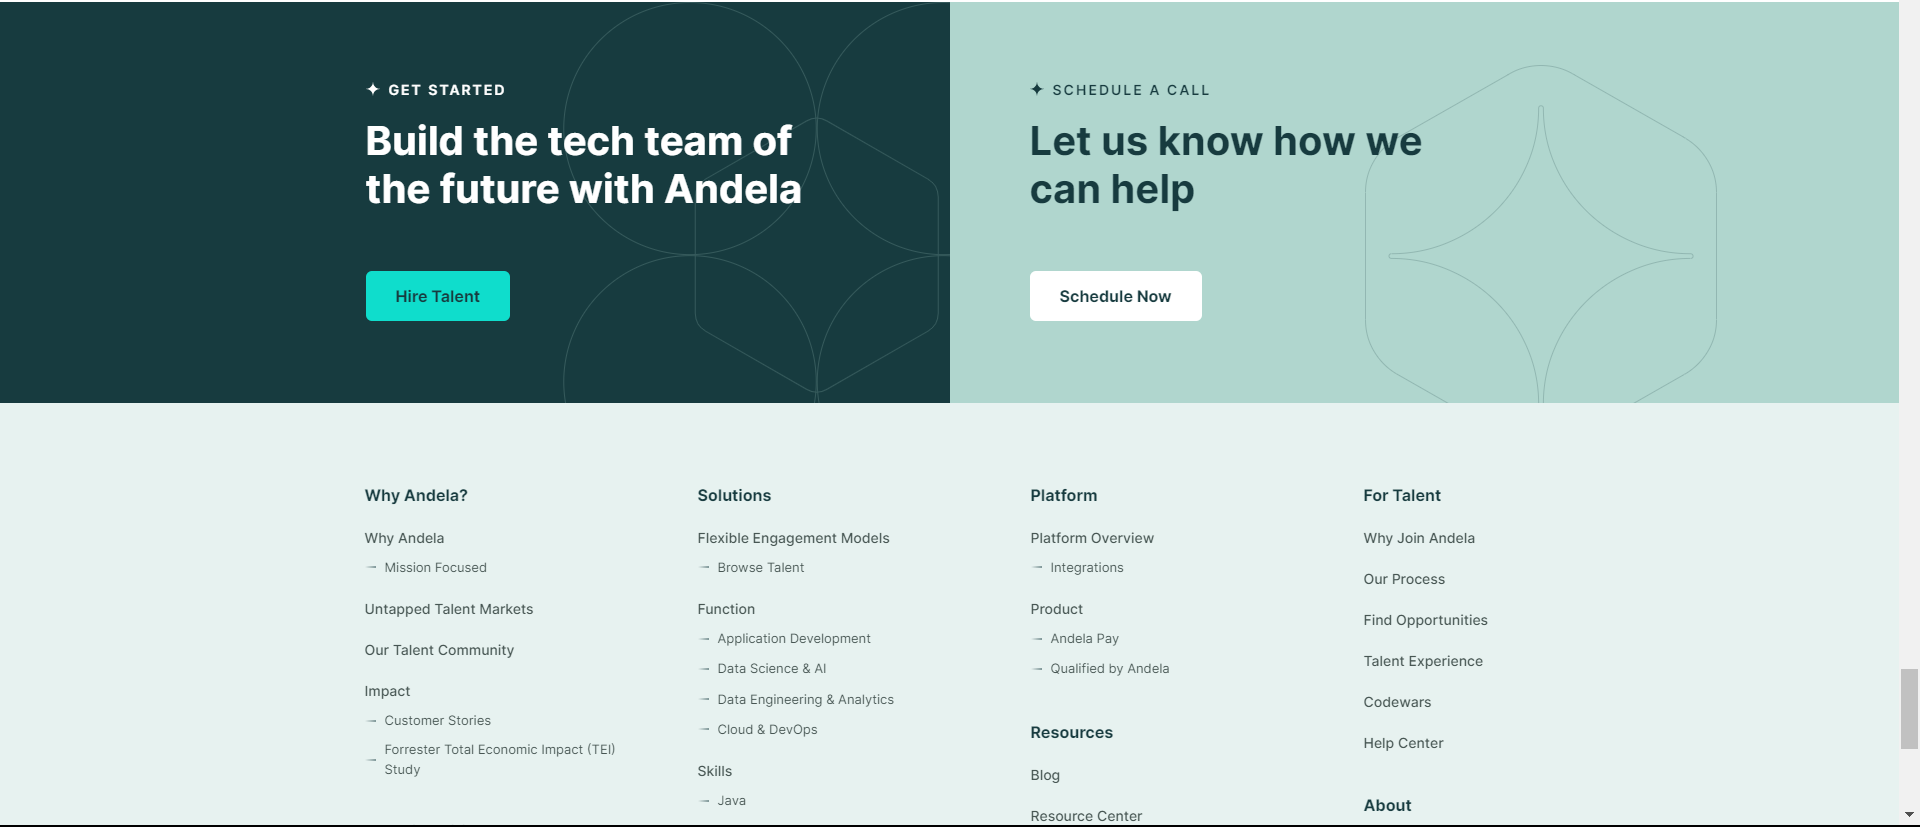 GET STARTED
Build the tech team of
the future with Andela
Hire Talent
SCHEDULE A CALL
Let us know how we
can help
Schedule Now
Why Andela?
Why Andela
Mission Focused
Untapped Talent Markets
Our Talent Community
Impact
Customer Stories
Forrester Total Economic Impact (TEI)
Study
Solutions
Flexible Engagement Models
Browse Talent
Function
Application Development
Data Science & AI
Data Engineering & Analytics
Cloud & DevOps
Skills
Java
Platform
Platform Overview
Integrations
Product
Andela Pay
Qualified by Andela
Resources
Blog
Resource Center
For Talent
Why Join Andela
Our Process
Find Opportunities
Talent Experience
Codewars
Help Center
About